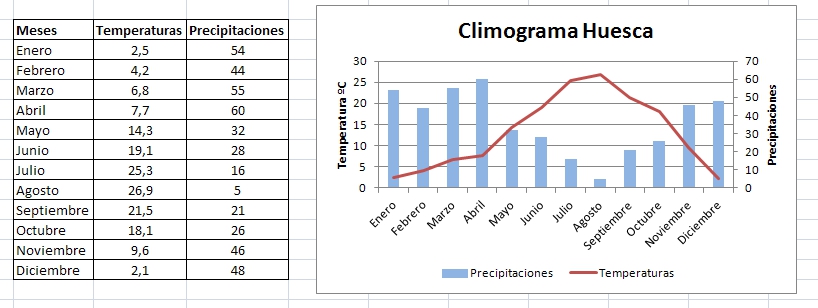 Meses Temperaturas Precipitaciones
Enero 2,5 54
Febrero 4,2 44
Marzo 6,8 55
Abril 7,7 60
Mayo 14,3 32
Junio 19,1 28
Julio 25,3 16
Agosto 26,9 5
Septiembre 21,5 21
Octubre 18,1 26
Noviembre 9,6 46
Diciembre 2,1 48
Climograma Huesca
Temperatura ºC
30
25
20
15
10
5
0
70
60
50
40
30
20
10
0
Precipitaciones
Enero
Febrero
Marzo
Abril
Mayo
Junio
Julio
Agosto
Septiembre
Octubre
Noviembre
Diciembre
Precipitaciones Temperaturas